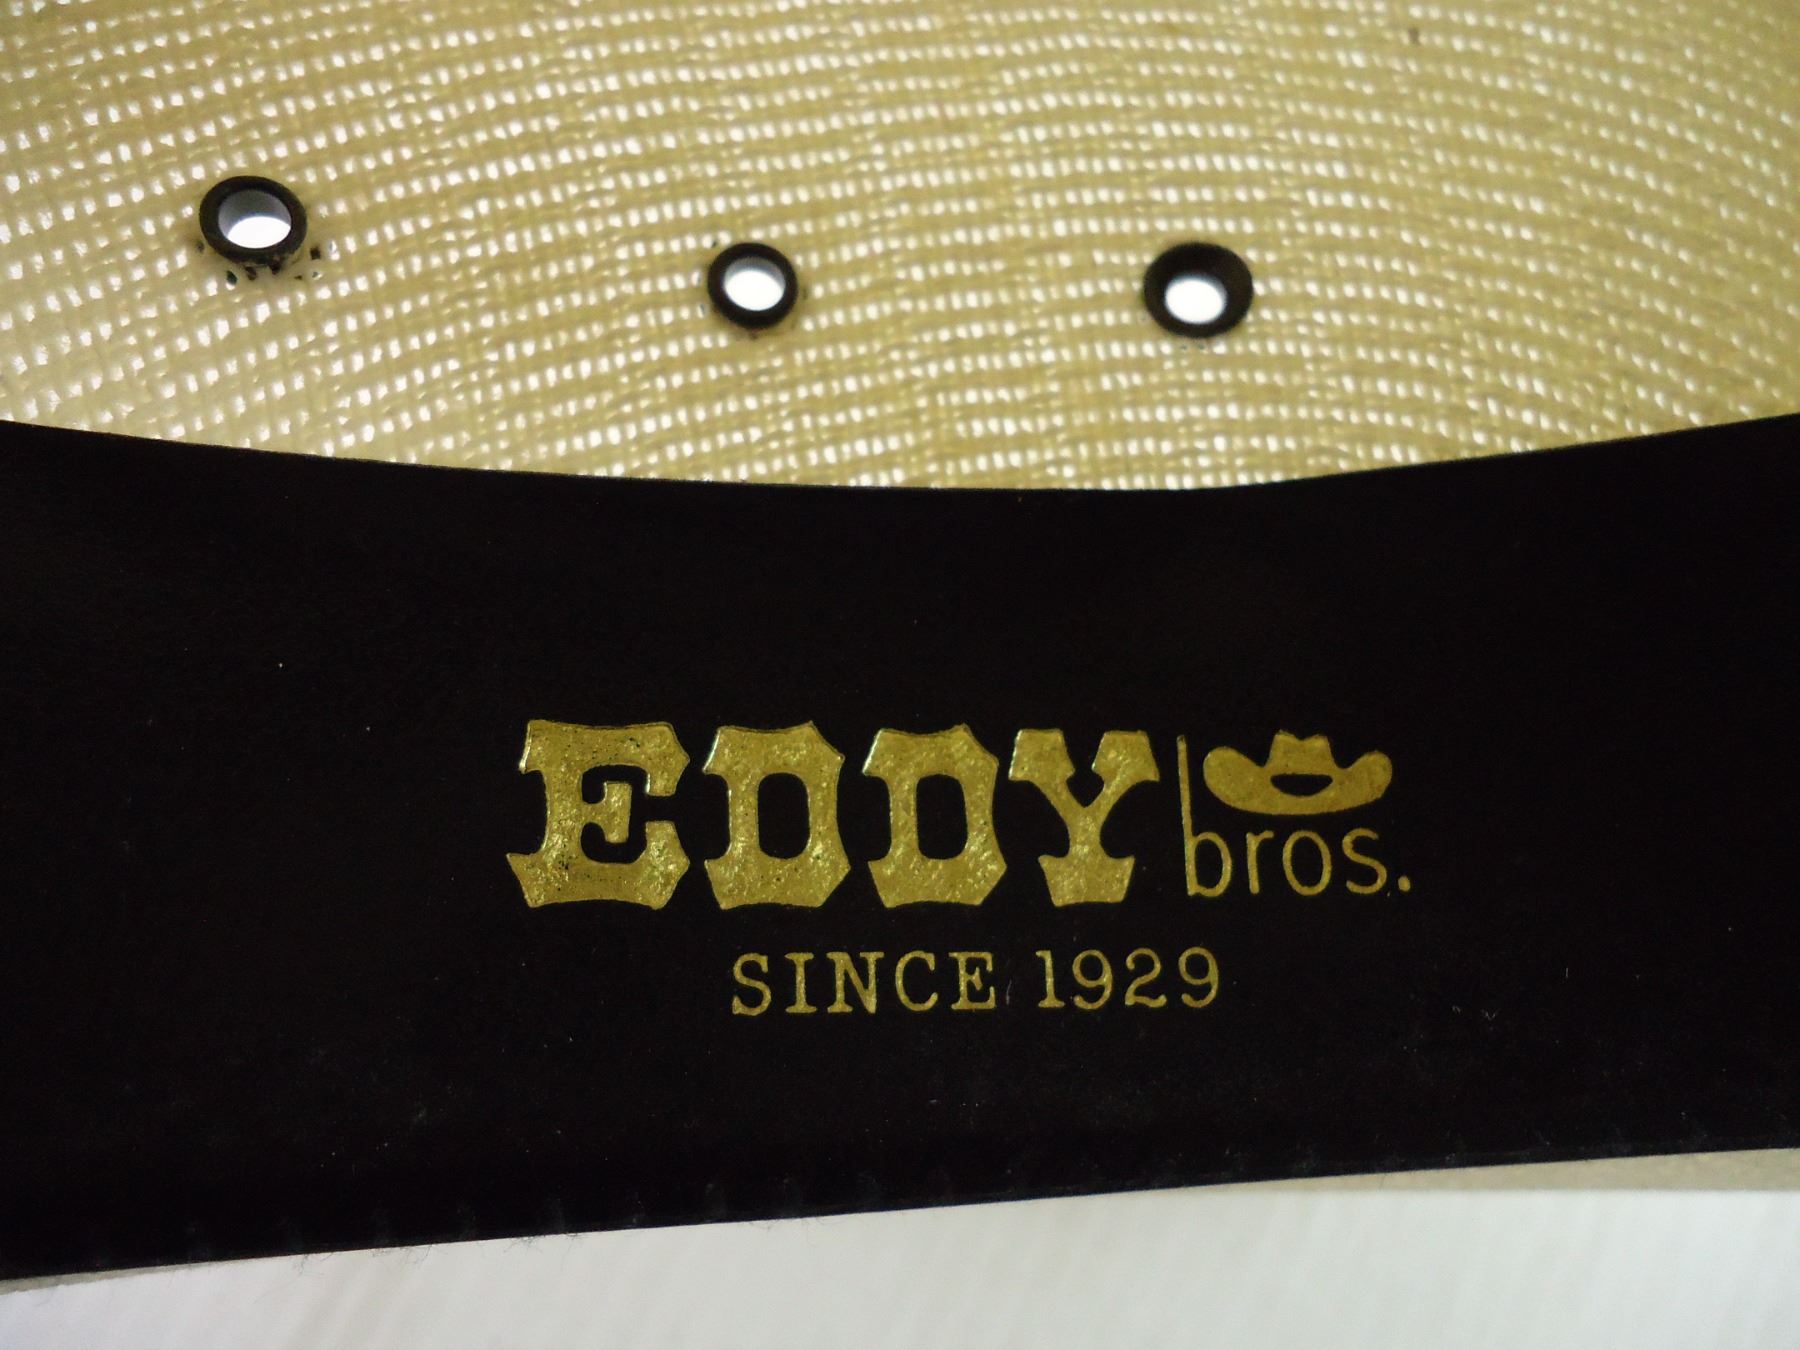 EDDY bros.
SINCE 1929